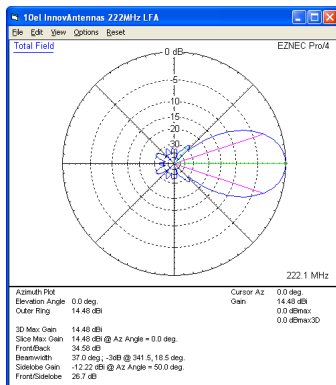 10el InnovAntennas 222MHz LFA
File Edit View Options Reset
Total Field
0 dB
EZNEC Pro/4
-5
-10
-15
-20
-30
222.1 MHz
Azimuth Plot
Elevation Angle 0.0 deg.
Outer Ring 14.48 dBi
Cursor Az 0.0 deg.
Gain 14.48 dBi
0.0 dBmax
0.0 dBmax3D
3D Max Gain 14.48 dBi
Slice Max Gain 14.48 dBi @ Az Angle = 0.0 deg.
Front/Back 34.58 dB
Beamwidth 37.0 deg.; -3dB @ 341.5, 18.5 deg.
Sidelobe Gain -12.22 dBi @ Az Angle = 50.0 deg.
Front/Sidelobe 26.7 dB